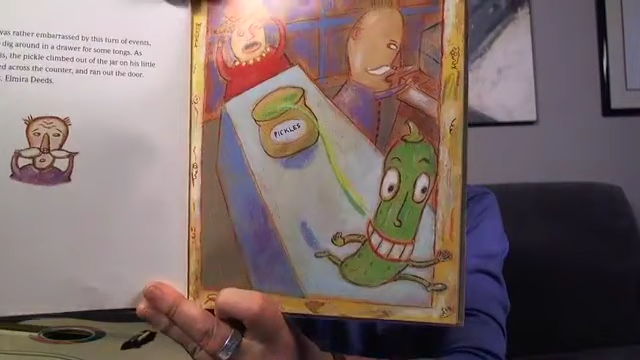 was rather embarrassed by this turn of events,
dig around in a drawer for some tongs. As
s, the pickle climbed out of the jar on his little
ed across the counter, and ran out the door.
. Elmira Deeds.
PICKLES